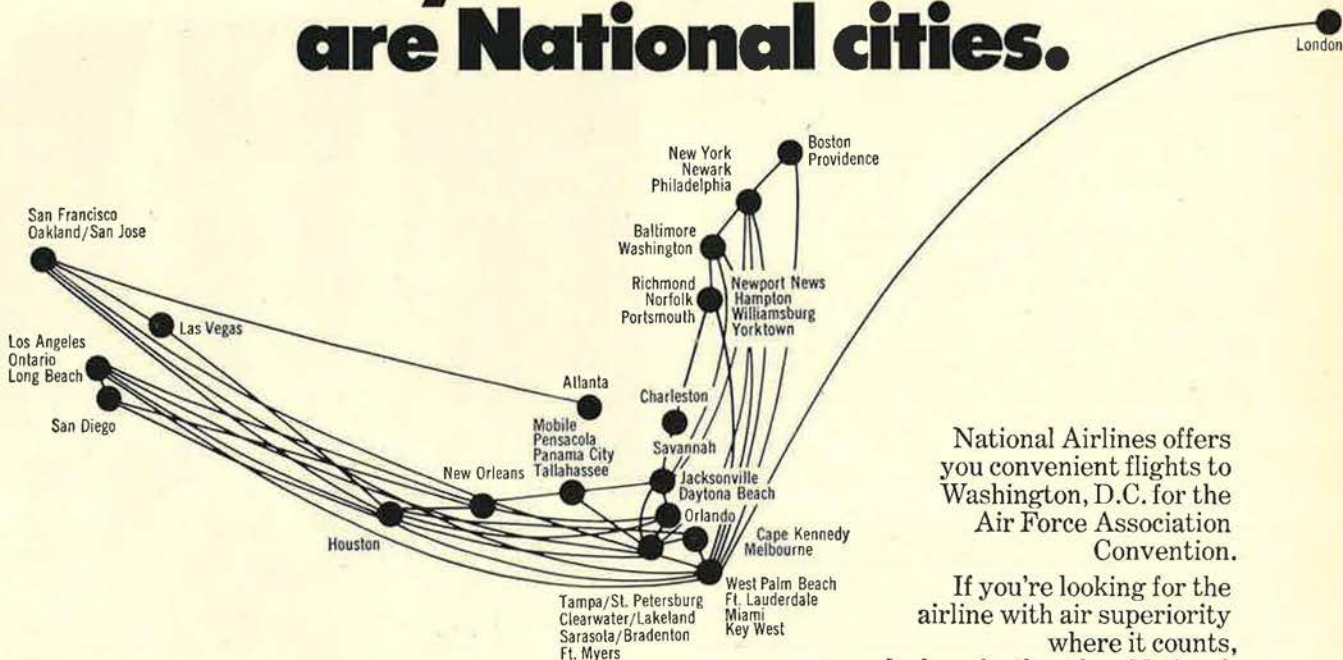 are National cities.
London
Boston
Providence
New York
Newark
Philadelphia
San Francisco
Oakland/San Jose
Baltimore
Washington
Richmond
Norfolk
Portsmouth
Newport News
Hampton
Williamsburg
Yorktown
Las Vegas
Los Angeles
Ontario
Long Beach
San Diego
Atlanta
Charleston
Savannah
Mobile
Pensacola
Panama City
Tallahassee
New Orleans
Jacksonville
Daytona Beach
Orlando
Cape Kennedy
Melbourne
Houston
Tampa/St. Petersburg
Clearwater/Lakeland
Sarasota/Bradenton
Ft. Myers
West Palm Beach
Ft. Lauderdale
Miami
Key West
National Airlines offers
you convenient flights to
Washington, D.C. for the
Air Force Association
Convention.
If you're looking for the
airline with air superiority
where it counts,